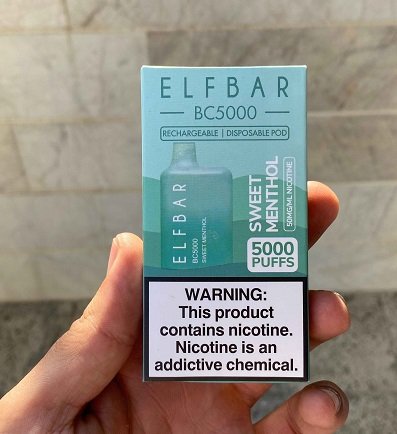 ELFBAR
BC5000
RECHARGEABLE | DISPOSABLE POD
ELFBAR
BC5000
SWEET MENTHOL
SWEET
MENTHOL
50MG/ML NICOTINE
5000
PUFFS
WARNING:
This product
contains nicotine.
Nicotine is an
addictive chemical.